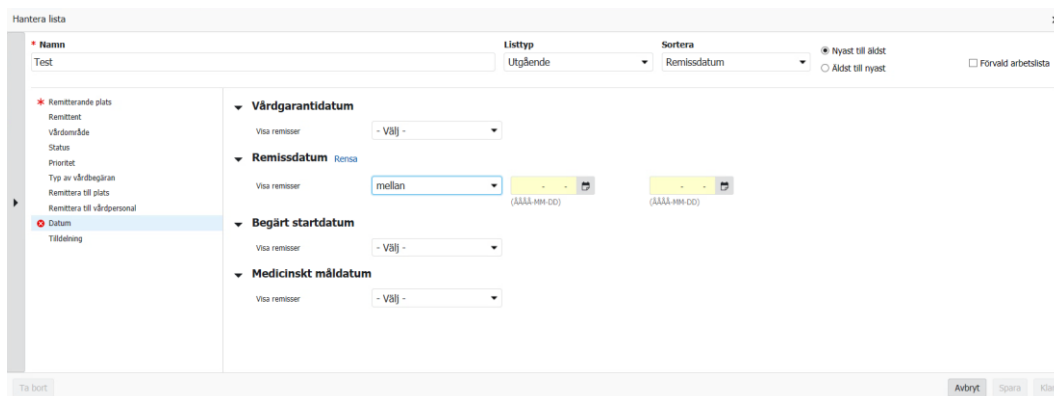 Hantera lista
* Namn
Test
Listtyp
Utgående
Sortera
Remissdatum
Nyast till äldst
Äldst till nyast
Förvald arbetslista
Remitterande plats
Remittent
Vårdområde
Status
Prioritet
Typ av vårdbegäran
Remittera till plats
Remittera till vårdpersonal
Datum
Tilldelning
Vårdgarantidatum
Visa remisser
- Välj -
Remissdatum Rensa
Visa remisser
mellan
- -
(ÅÅÅÅ-MM-DD)
- -
(ÅÅÅÅ-MM-DD)
Begärt startdatum
Visa remisser
- Välj -
Medicinskt måldatum
Visa remisser
- Välj -
Ta bort
Avbryt
Spara